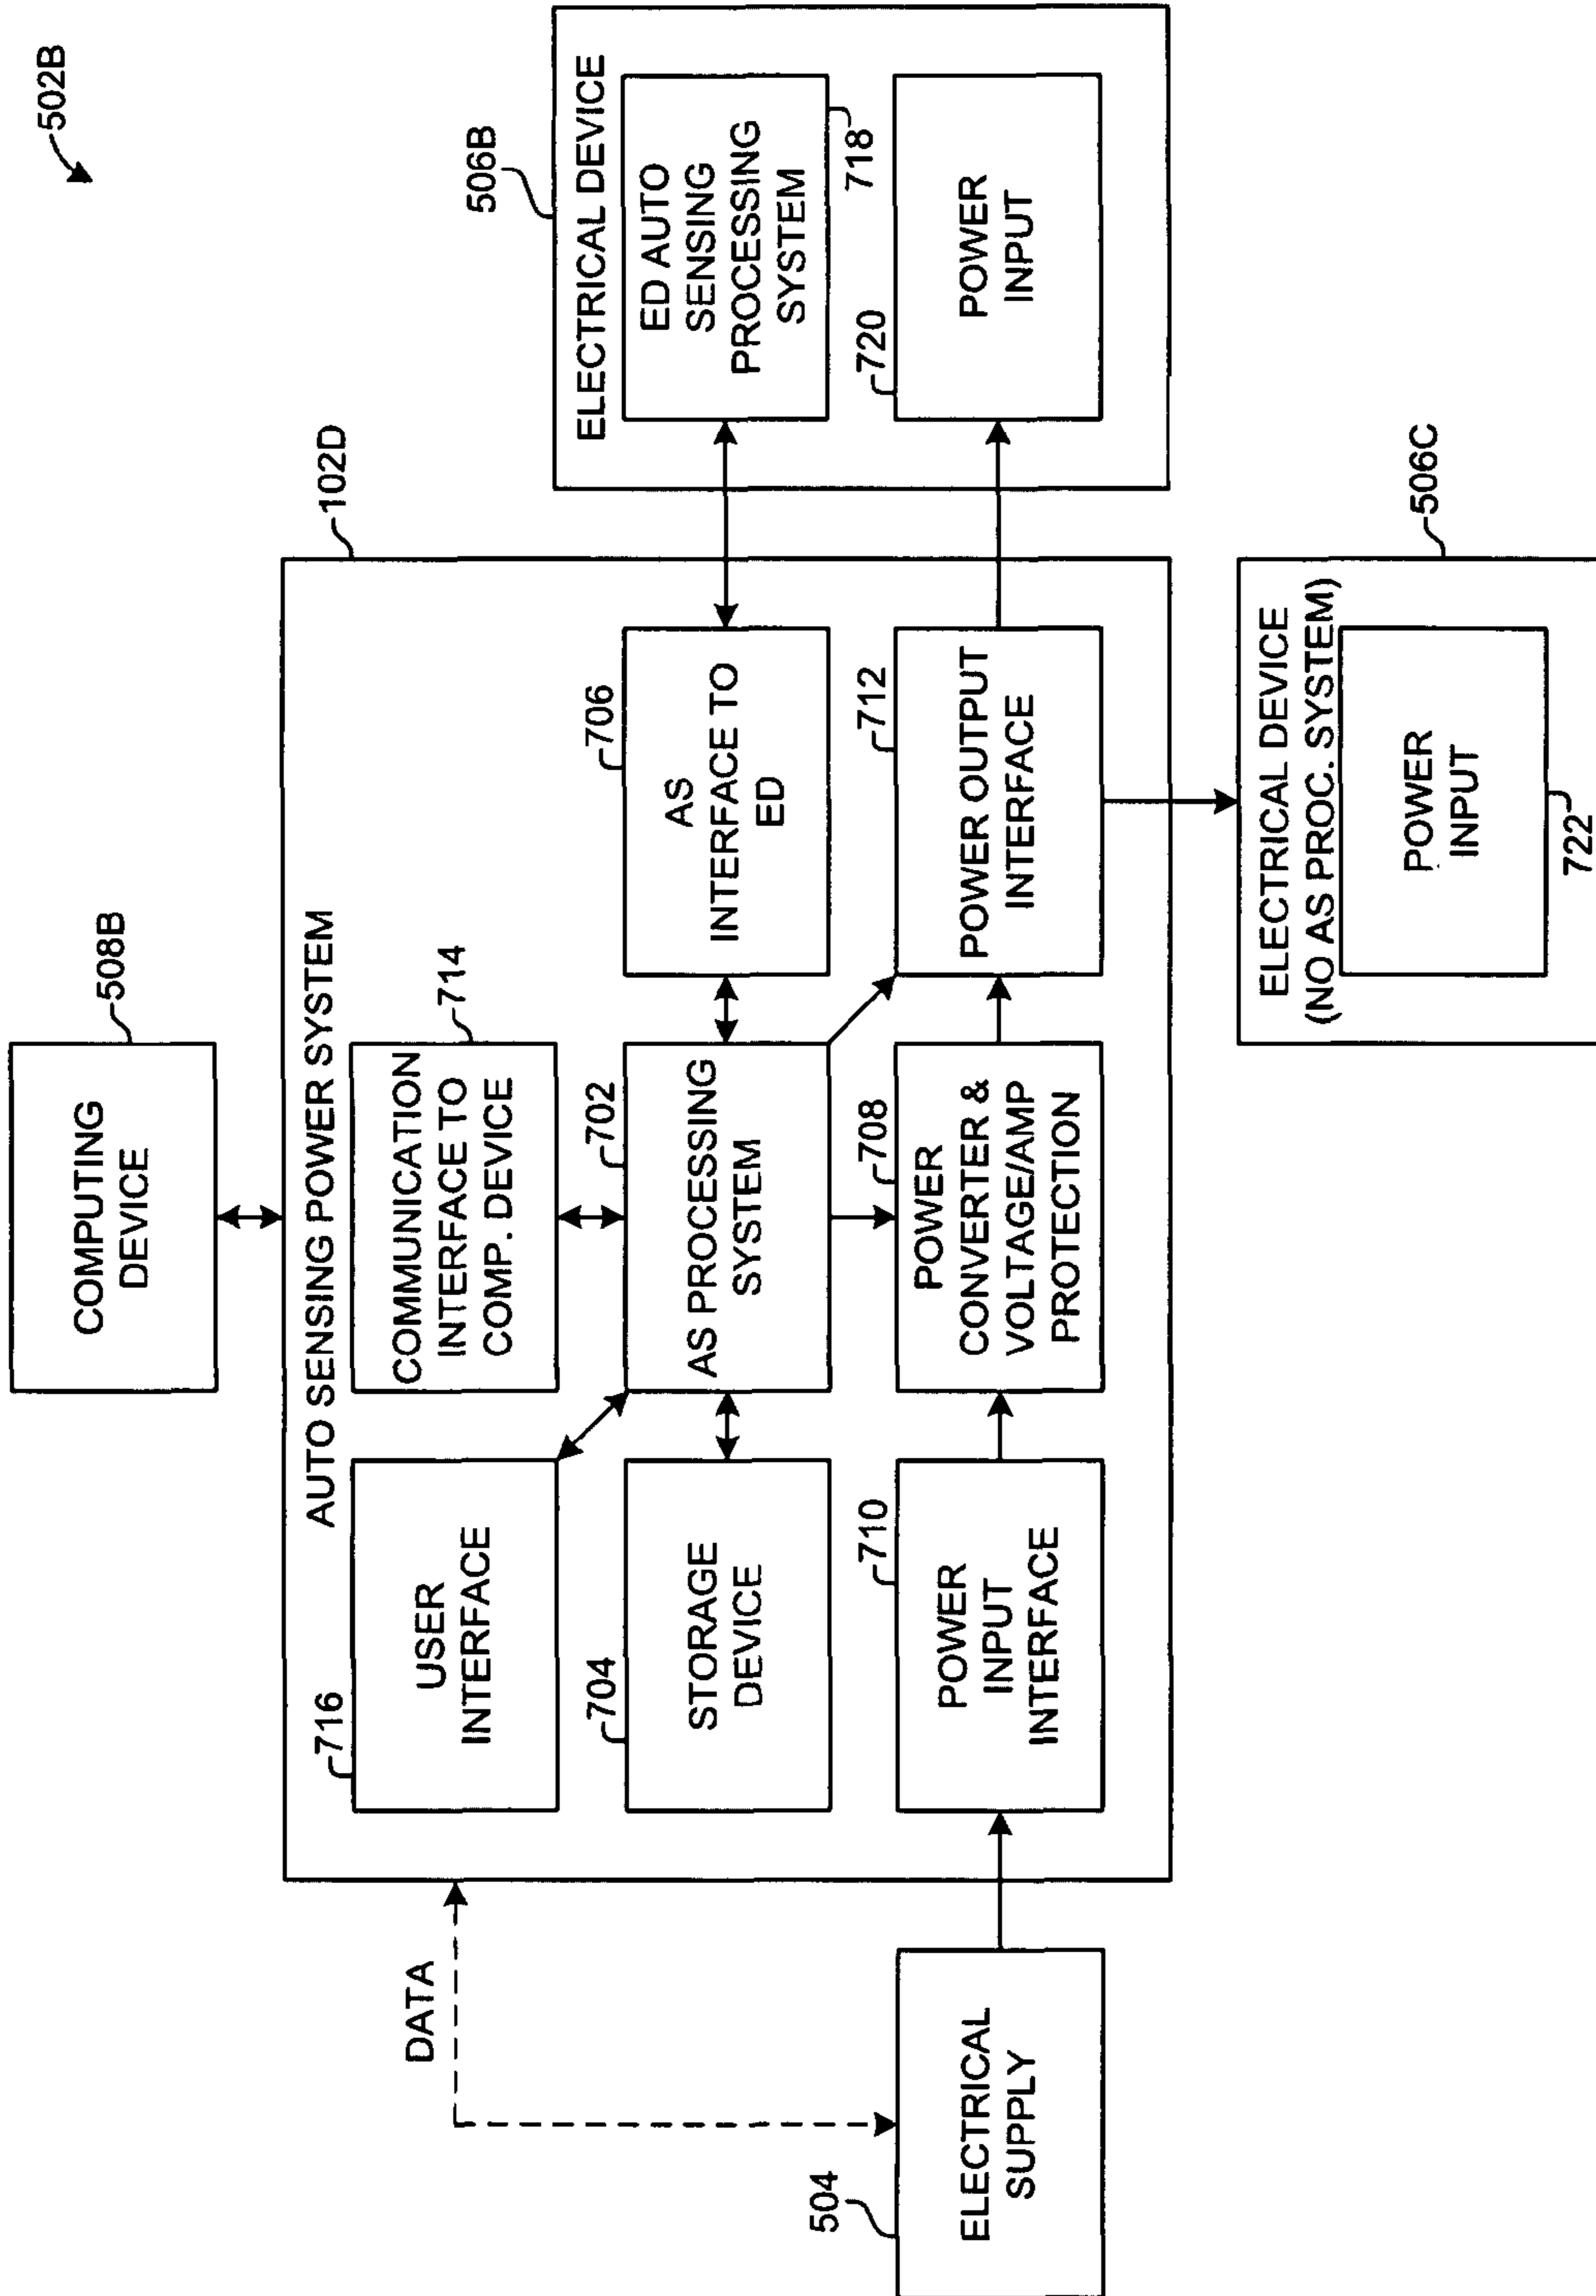 502B
508B
COMPUTING
DEVICE
102D
AUTO SENSING POWER SYSTEM
DATA
716
USER
INTERFACE
714
COMMUNICATION
INTERFACE TO
COMP. DEVICE
704
STORAGE
DEVICE
702
AS PROCESSING
SYSTEM
706
AS
INTERFACE TO
ED
710
POWER
INPUT
INTERFACE
708
POWER
CONVERTER &
VOLTAGE/AMP
PROTECTION
712
POWER OUTPUT
INTERFACE
504
ELECTRICAL
SUPPLY
506B
ELECTRICAL DEVICE
ED AUTO
SENSING
PROCESSING
SYSTEM
718
720
POWER
INPUT
506C
ELECTRICAL DEVICE
(NO AS PROC. SYSTEM)
POWER
INPUT
722